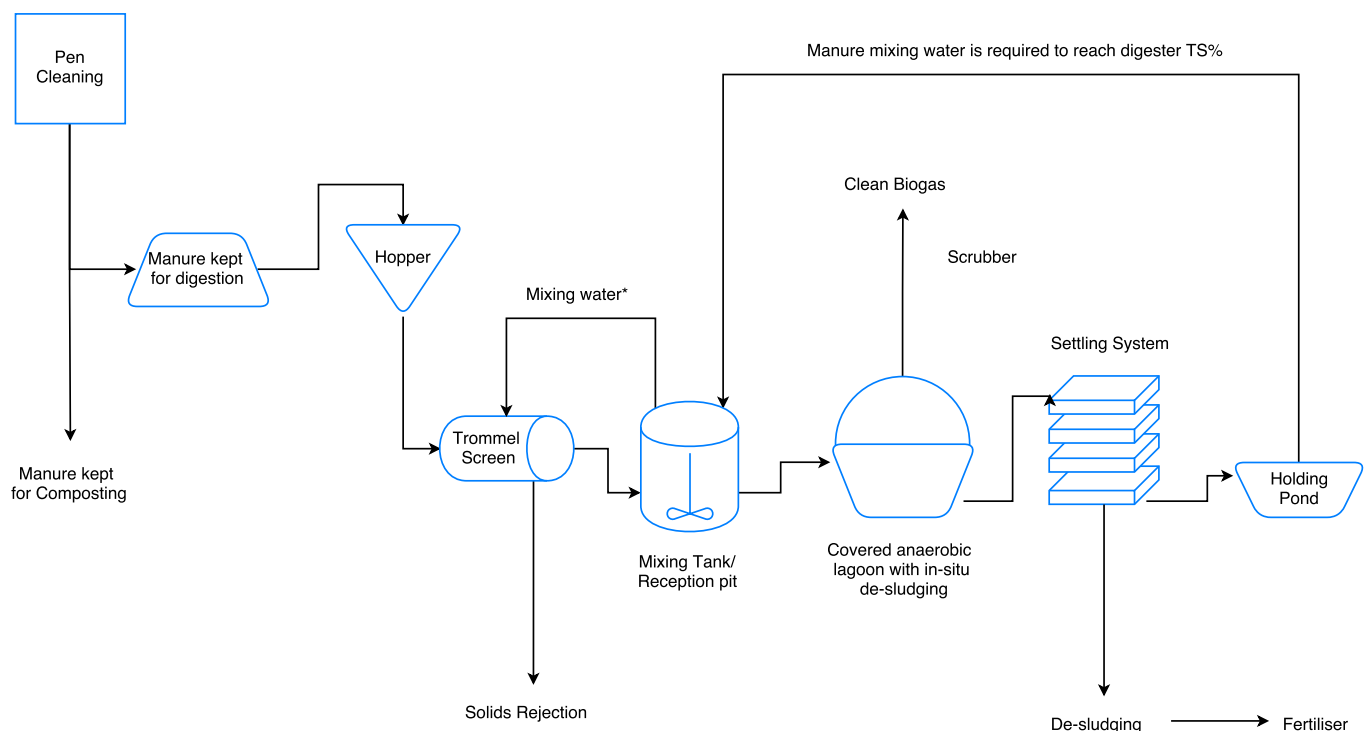 Pen
Cleaning
Manure mixing water is required to reach digester TS%
Clean Biogas
Manure kept
for digestion
Hopper
Scrubber
Mixing water*
Settling System
Trommel
Screen
Manure kept
for Composting
Holding
Pond
Mixing Tank/
Reception pit
Covered anaerobic
lagoon with in-situ
de-sludging
Solids Rejection
De-sludging
Fertiliser